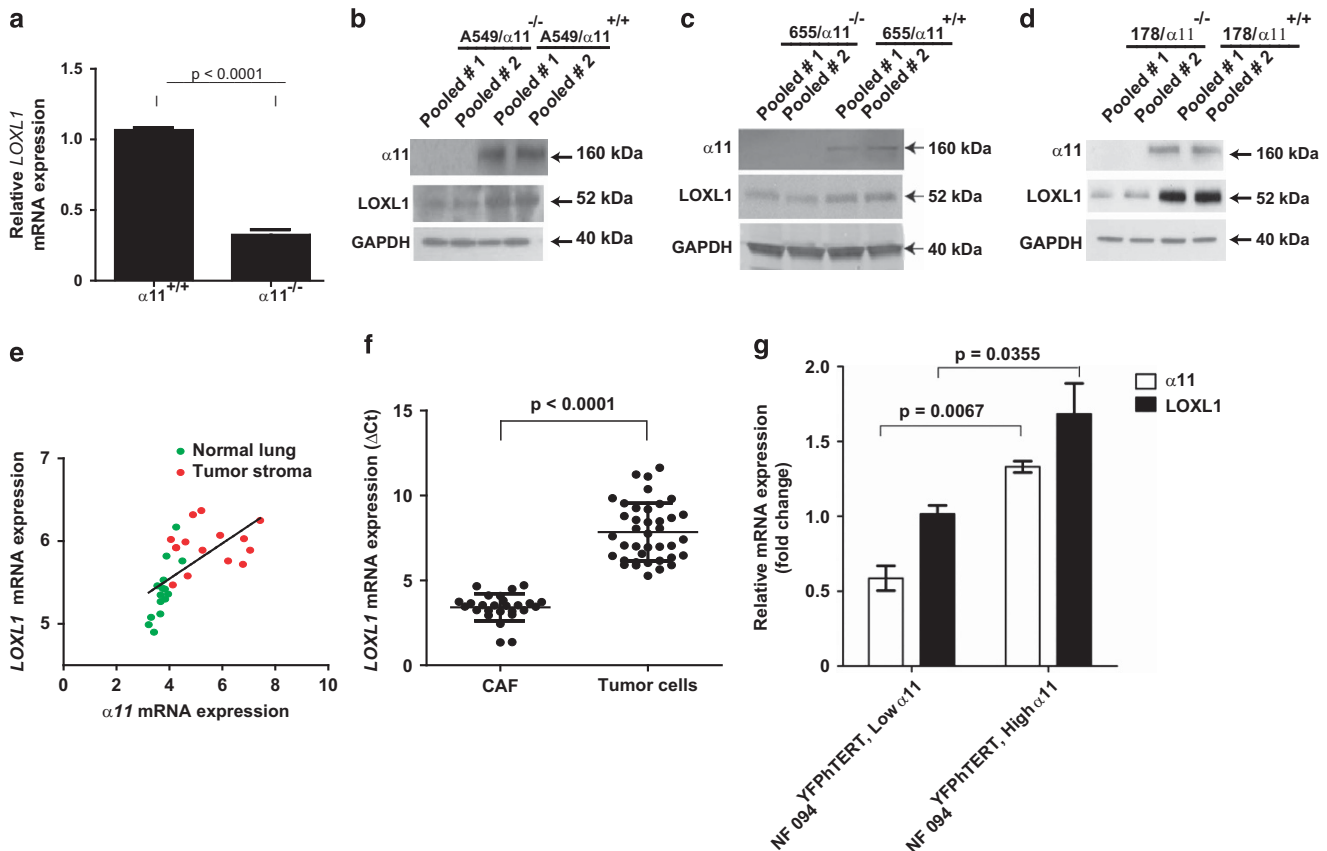 a
p < 0.0001
Relative LOXL1
mRNA expression
1.5
1.0
0.5
0
α11+/+
α11-/-
b
A549/α11-/-
A549/α11+/+
Pooled # 1
Pooled # 2
Pooled # 1
Pooled # 2
α11
160 kDa
LOXL1
52 kDa
GAPDH
40 kDa
c
655/α11-/-
655/α11+/+
Pooled # 1
Pooled # 2
Pooled # 1
Pooled # 2
α11
160 kDa
LOXL1
52 kDa
GAPDH
40 kDa
d
178/α11-/-
178/α11+/+
Pooled # 1
Pooled # 2
Pooled # 1
Pooled # 2
α11
160 kDa
LOXL1
52 kDa
GAPDH
40 kDa
e
Normal lung
Tumor stroma
LOXL1 mRNA expression
7
6
5
0
2
4
6
8
10
α11 mRNA expression
f
p < 0.0001
LOXL1 mRNA expression (ΔCt)
15
10
5
0
CAF
Tumor cells
g
p = 0.0355
p = 0.0067
α11
LOXL1
Relative mRNA expression
(fold change)
2.0
1.5
1.0
0.5
0
NF 094 YFPhTERT, Low α11
NF 094 YFPhTERT, High α11